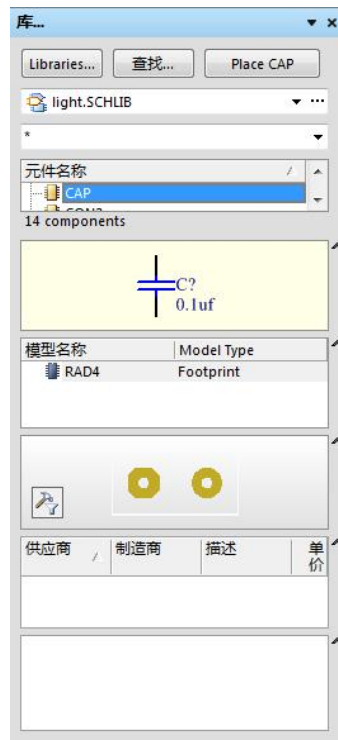 库...
Libraries... 查找... Place CAP
light.SCHLIB ...
*
元件名称
CAP
14 components
C?
0.1uf
模型名称 Model Type
RAD4 Footprint
供应商 制造商 描述 单价